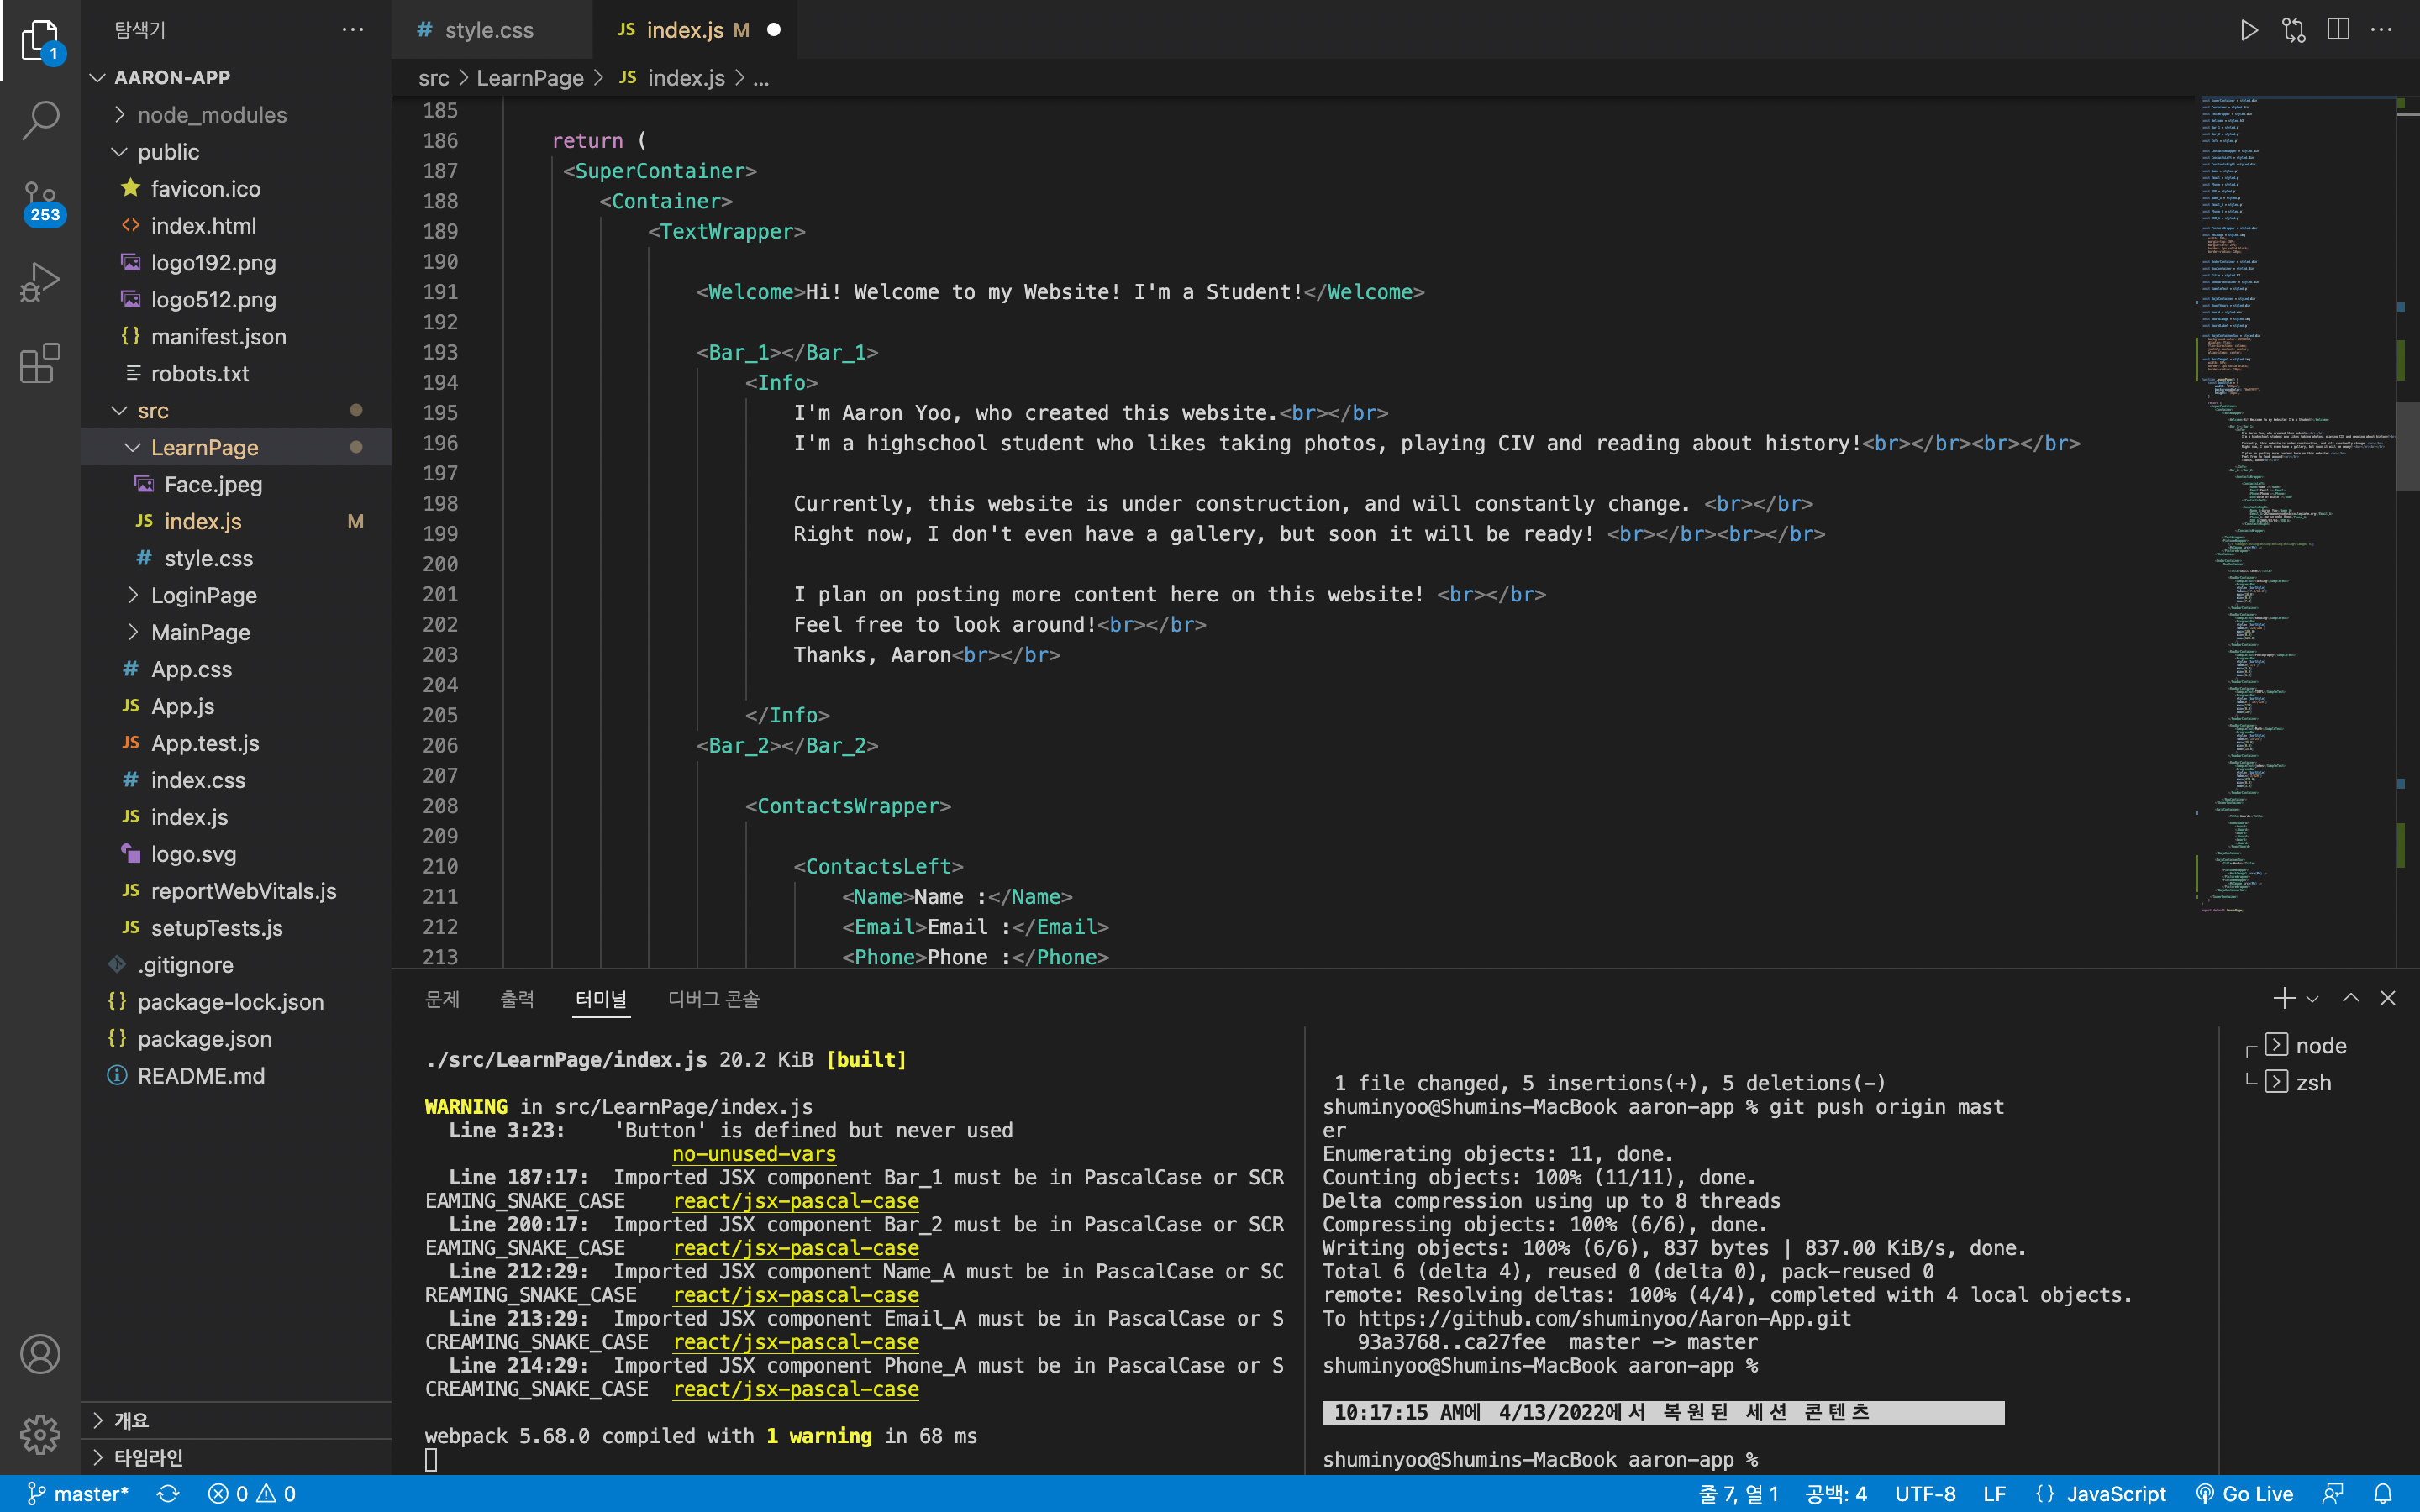 탐색기
style.css
JS index.js M
1
AARON-APP
src > LearnPage > JS index.js > ...
node_modules
public
favicon.ico
index.html
253
logo192.png
logo512.png
manifest.json
robots.txt
src
LearnPage
Face.jpeg
JS index.js M
style.css
LoginPage
MainPage
App.css
JS App.js
JS App.test.js
index.css
JS index.js
logo.svg
JS reportWebVitals.js
JS setupTests.js
.gitignore
package-lock.json
package.json
README.md
개요
타임라인
185
186 return (
187 <SuperContainer>
188 <Container>
189 <TextWrapper>
190
191 <Welcome>Hi! Welcome to my Website! I'm a Student!</Welcome>
192
193 <Bar_1></Bar_1>
194 <Info>
195 I'm Aaron Yoo, who created this website.<br></br>
196 I'm a highschool student who likes taking photos, playing CIV and reading about history!<br></br><br></br>
197
198 Currently, this website is under construction, and will constantly change. <br></br>
199 Right now, I don't even have a gallery, but soon it will be ready! <br></br><br></br>
200
201 I plan on posting more content here on this website! <br></br>
202 Feel free to look around!<br></br>
203 Thanks, Aaron<br></br>
204
205 </Info>
206 <Bar_2></Bar_2>
207
208 <ContactsWrapper>
209
210 <ContactsLeft>
211 <Name>Name :</Name>
212 <Email>Email :</Email>
213 <Phone>Phone :</Phone>
문제 출력 터미널 디버그 콘솔
./src/LearnPage/index.js 20.2 KiB [built]
WARNING in src/LearnPage/index.js
Line 3:23: 'Button' is defined but never used
no-unused-vars
Line 187:17: Imported JSX component Bar_1 must be in PascalCase or SCR
EAMING_SNAKE_CASE react/jsx-pascal-case
Line 200:17: Imported JSX component Bar_2 must be in PascalCase or SCR
EAMING_SNAKE_CASE react/jsx-pascal-case
Line 212:29: Imported JSX component Name_A must be in PascalCase or SC
REAMING_SNAKE_CASE react/jsx-pascal-case
Line 213:29: Imported JSX component Email_A must be in PascalCase or S
CREAMING_SNAKE_CASE react/jsx-pascal-case
Line 214:29: Imported JSX component Phone_A must be in PascalCase or S
CREAMING_SNAKE_CASE react/jsx-pascal-case
webpack 5.68.0 compiled with 1 warning in 68 ms
1 file changed, 5 insertions(+), 5 deletions(-)
shuminyoo@Shumins-MacBook aaron-app % git push origin mast
er
Enumerating objects: 11, done.
Counting objects: 100% (11/11), done.
Delta compression using up to 8 threads
Compressing objects: 100% (6/6), done.
Writing objects: 100% (6/6), 837 bytes | 837.00 KiB/s, done.
Total 6 (delta 4), reused 0 (delta 0), pack-reused 0
remote: Resolving deltas: 100% (4/4), completed with 4 local objects.
To https://github.com/shuminyoo/Aaron-App.git
93a3768..ca27fee master -> master
shuminyoo@Shumins-MacBook aaron-app %
10:17:15 AM에 4/13/2022에서 복원된 세션 콘텐츠
shuminyoo@Shumins-MacBook aaron-app %
node
zsh
master* 0 0 줄 7, 열 1 공백: 4 UTF-8 LF {} JavaScript Go Live